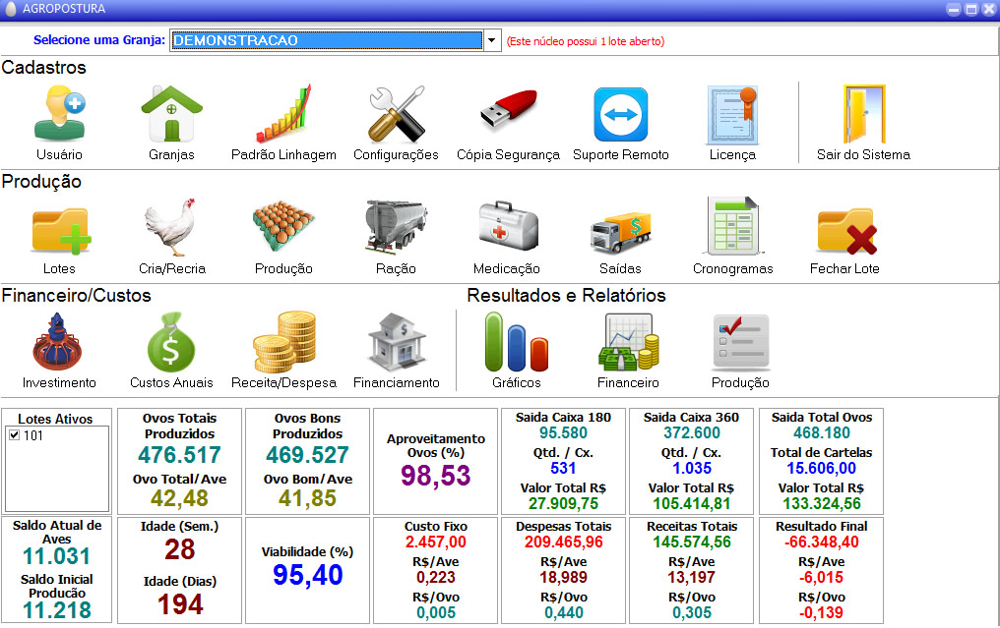 AGROPOSTURA
Selecione uma Granja: DEMONSTRACAO (Este núcleo possui 1 lote aberto)
Cadastros
Usuário Granjas Padrão Linhagem Configurações Cópia Segurança Suporte Remoto Licença Sair do Sistema
Produção
Lotes Cria/Recria Produção Ração Medicação Saídas Cronogramas Fechar Lote
Financeiro/Custos Resultados e Relatórios
Investimento Custos Anuais Receita/Despesa Financiamento Gráficos Financeiro Produção
Lotes Ativos
101
Ovos Totais
Produzidos
476.517
Ovo Total/Ave
42,48
Ovos Bons
Produzidos
469.527
Ovo Bom/Ave
41,85
Aproveitamento
Ovos (%)
98,53
Saida Caixa 180
95.580
Qtd. / Cx.
531
Valor Total R$
27.909,75
Saida Caixa 360
372.600
Qtd. / Cx.
1.035
Valor Total R$
105.414,81
Saida Total Ovos
468.180
Total de Cartelas
15.606,00
Valor Total R$
133.324,56
Saldo Atual de
Aves
11.031
Saldo Inicial
Produção
11.218
Idade (Sem.)
28
Idade (Dias)
194
Viabilidade (%)
95,40
Custo Fixo
2.457,00
R$/Ave
0,223
R$/Ovo
0,005
Despesas Totais
209.465,96
R$/Ave
18,989
R$/Ovo
0,440
Receitas Totais
145.574,56
R$/Ave
13,197
R$/Ovo
0,305
Resultado Final
-66.348,40
R$/Ave
-6,015
R$/Ovo
-0,139